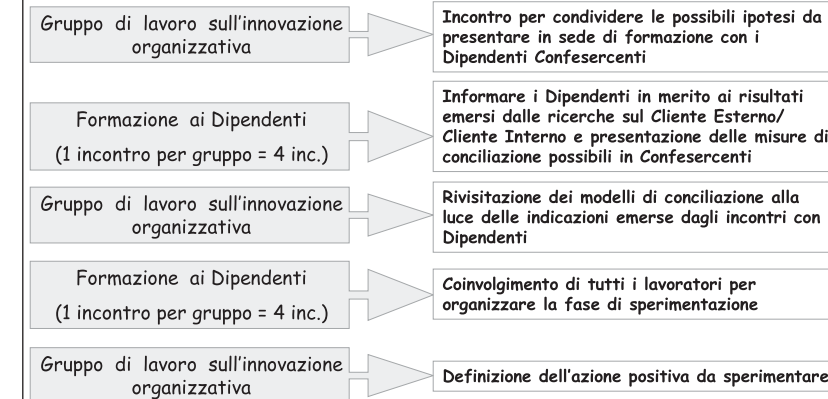 Gruppo di lavoro sull'innovazione
organizzativa
Incontro per condividere le possibili ipotesi da
presentare in sede di formazione con i
Dipendenti Confesercenti
Formazione ai Dipendenti
(1 incontro per gruppo = 4 inc.)
Informare i Dipendenti in merito ai risultati
emersi dalle ricerche sul Cliente Esterno/
Cliente Interno e presentazione delle misure di
conciliazione possibili in Confesercenti
Gruppo di lavoro sull'innovazione
organizzativa
Rivisitazione dei modelli di conciliazione alla
luce delle indicazioni emerse dagli incontri con
Dipendenti
Formazione ai Dipendenti
(1 incontro per gruppo = 4 inc.)
Coinvolgimento di tutti i lavoratori per
organizzare la fase di sperimentazione
Gruppo di lavoro sull'innovazione
organizzativa
Definizione dell'azione positiva da sperimentare